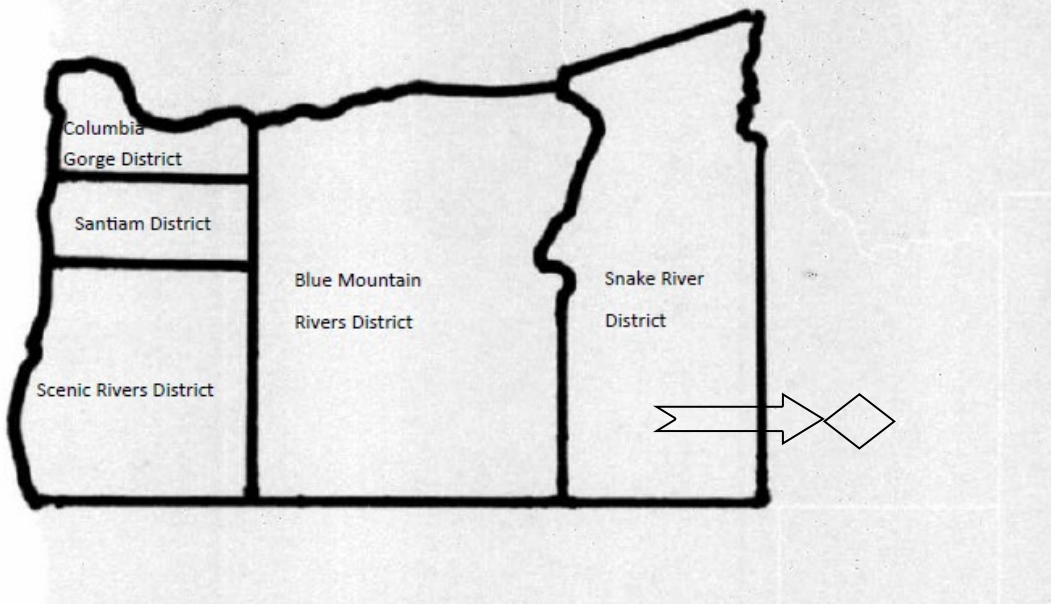 Columbia
Gorge District
Santiam District
Scenic Rivers District
Blue Mountain
Rivers District
Snake River
District